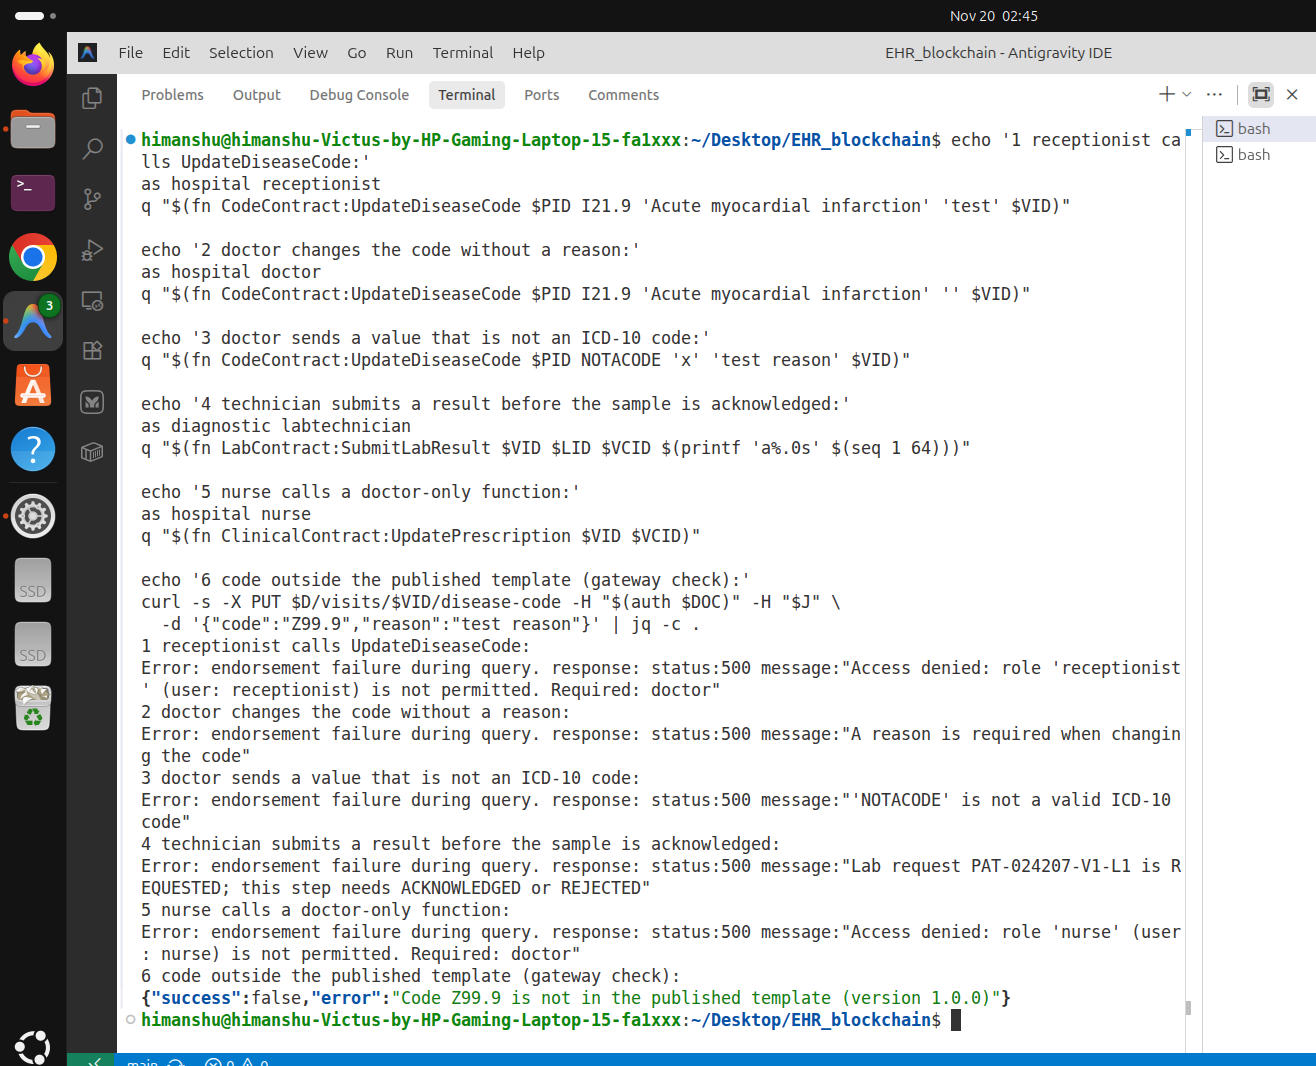 Nov 20 02:45
File Edit Selection View Go Run Terminal Help EHR_blockchain - Antigravity IDE
Problems Output Debug Console Terminal Ports Comments
bash
bash
himanshu@himanshu-Victus-by-HP-Gaming-Laptop-15-fa1xxx:~/Desktop/EHR_blockchain$ echo '1 receptionist ca
lls UpdateDiseaseCode:'
as hospital receptionist
q "$(fn CodeContract:UpdateDiseaseCode $PID I21.9 'Acute myocardial infarction' 'test' $VID)"
echo '2 doctor changes the code without a reason:'
as hospital doctor
q "$(fn CodeContract:UpdateDiseaseCode $PID I21.9 'Acute myocardial infarction' '' $VID)"
echo '3 doctor sends a value that is not an ICD-10 code:'
q "$(fn CodeContract:UpdateDiseaseCode $PID NOTACODE 'x' 'test reason' $VID)"
echo '4 technician submits a result before the sample is acknowledged:'
as diagnostic labtechnician
q "$(fn LabContract:SubmitLabResult $VID $LID $VCID $(printf 'a%.0s' $(seq 1 64)))"
echo '5 nurse calls a doctor-only function:'
as hospital nurse
q "$(fn ClinicalContract:UpdatePrescription $VID $VCID)"
echo '6 code outside the published template (gateway check):'
curl -s -X PUT $D/visits/$VID/disease-code -H "$(auth $DOC)" -H "$J" \
-d '{"code":"Z99.9","reason":"test reason"}' | jq -c .
1 receptionist calls UpdateDiseaseCode:
Error: endorsement failure during query. response: status:500 message:"Access denied: role 'receptionist
' (user: receptionist) is not permitted. Required: doctor"
2 doctor changes the code without a reason:
Error: endorsement failure during query. response: status:500 message:"A reason is required when changin
g the code"
3 doctor sends a value that is not an ICD-10 code:
Error: endorsement failure during query. response: status:500 message:"'NOTACODE' is not a valid ICD-10
code"
4 technician submits a result before the sample is acknowledged:
Error: endorsement failure during query. response: status:500 message:"Lab request PAT-024207-V1-L1 is R
EQUESTED; this step needs ACKNOWLEDGED or REJECTED"
5 nurse calls a doctor-only function:
Error: endorsement failure during query. response: status:500 message:"Access denied: role 'nurse' (user
: nurse) is not permitted. Required: doctor"
6 code outside the published template (gateway check):
{"success":false,"error":"Code Z99.9 is not in the published template (version 1.0.0)"}
himanshu@himanshu-Victus-by-HP-Gaming-Laptop-15-fa1xxx:~/Desktop/EHR_blockchain$
3
SSD
SSD
main 0 0